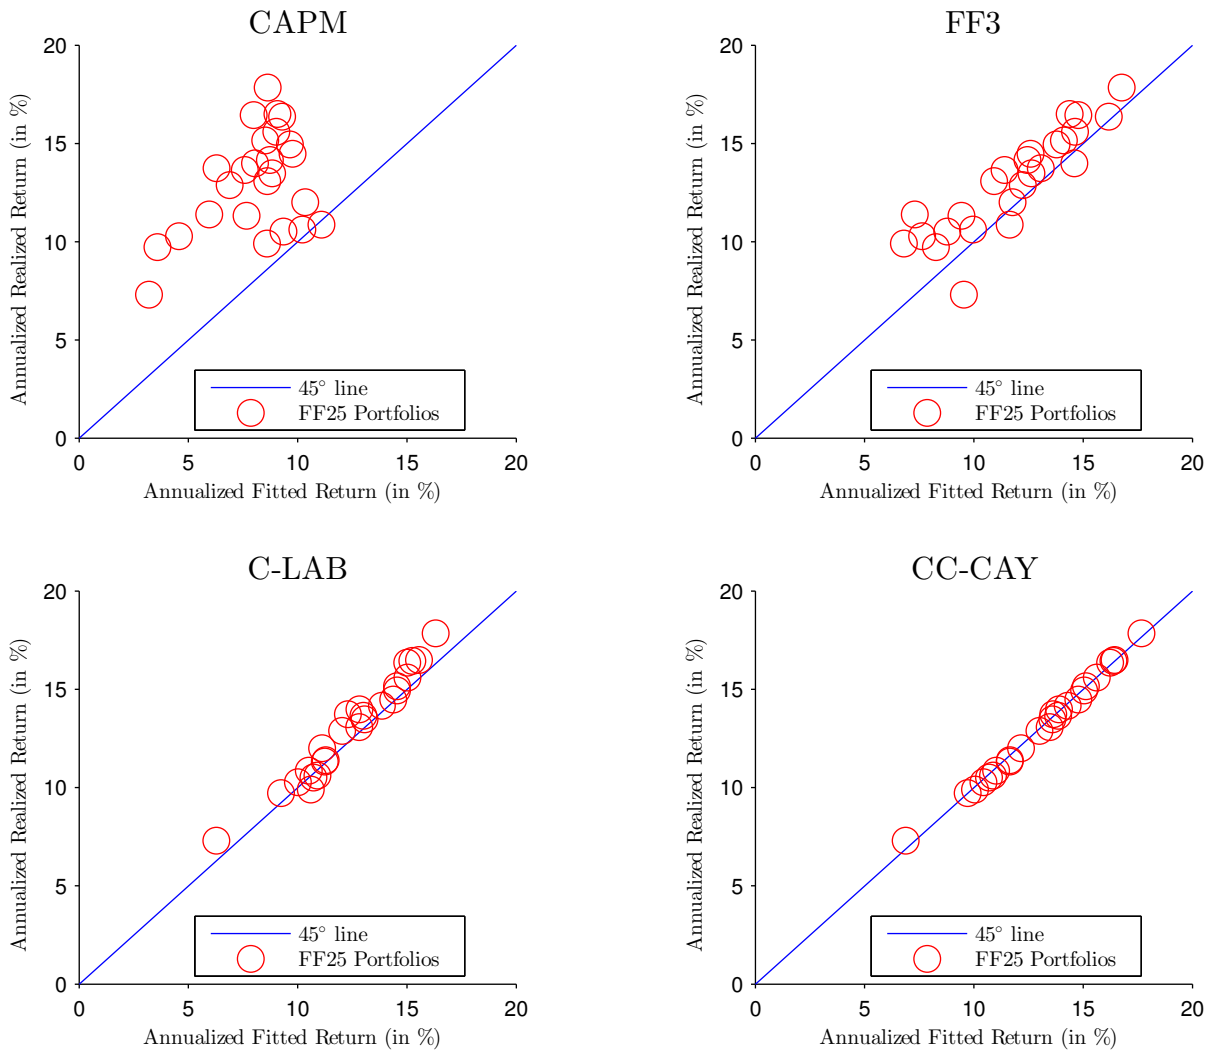 CAPM
20
15
10
5
0
Annualized Realized Return (in %)
45° line
FF25 Portfolios
0 5 10 15 20
Annualized Fitted Return (in %)
FF3
20
15
10
5
0
Annualized Realized Return (in %)
45° line
FF25 Portfolios
0 5 10 15 20
Annualized Fitted Return (in %)
C-LAB
20
15
10
5
0
Annualized Realized Return (in %)
45° line
FF25 Portfolios
0 5 10 15 20
Annualized Fitted Return (in %)
CC-CAY
20
15
10
5
0
Annualized Realized Return (in %)
45° line
FF25 Portfolios
0 5 10 15 20
Annualized Fitted Return (in %)